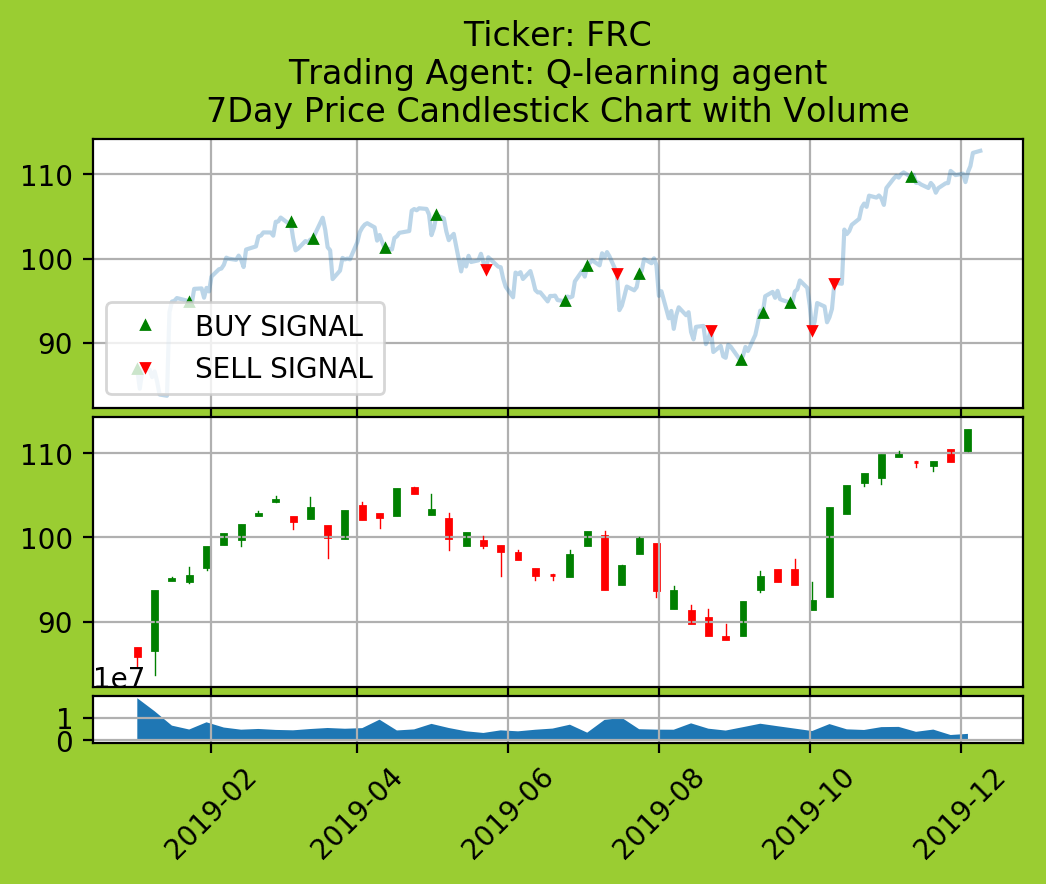 Ticker: FRC
Trading Agent: Q-learning agent
7Day Price Candlestick Chart with Volume
110
100
90
BUY SIGNAL
SELL SIGNAL
110
100
90
1e7
1
0
2019-02
2019-04
2019-06
2019-08
2019-10
2019-12